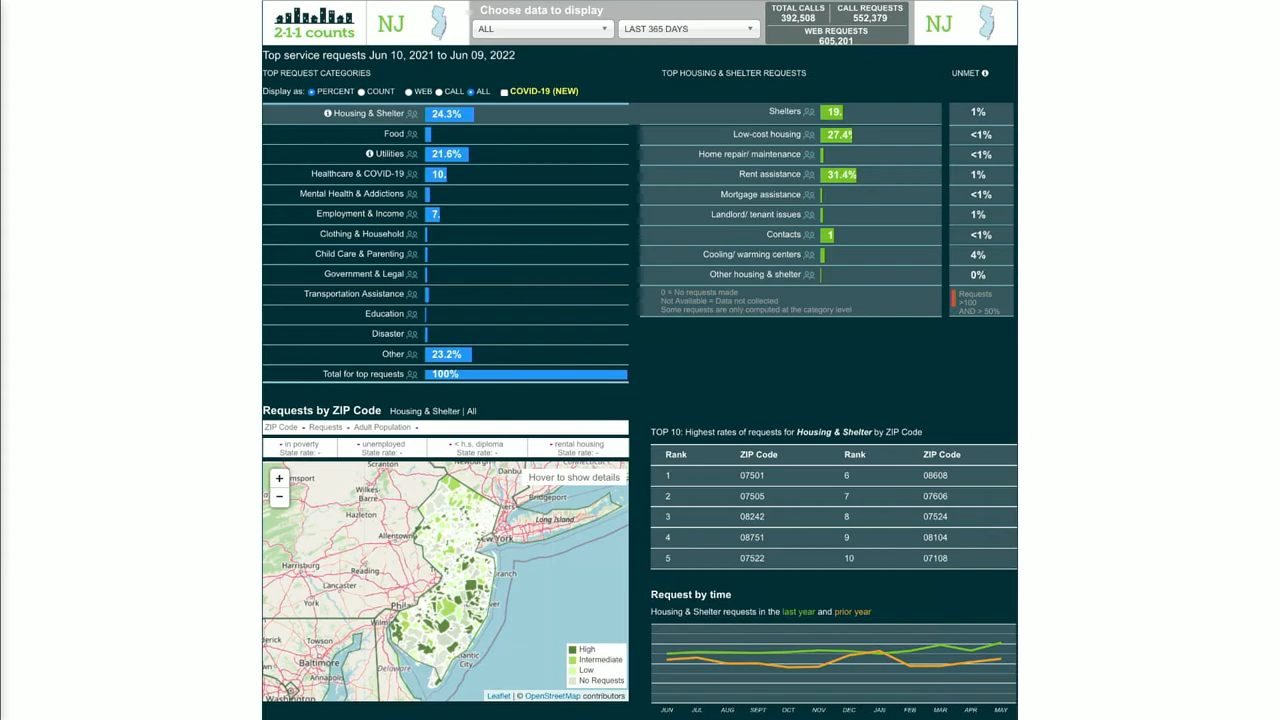 2-1-1 counts
NJ
Choose data to display
ALL
LAST 365 DAYS
TOTAL CALLS
392,508
CALL REQUESTS
552,379
WEB REQUESTS
605,201
NJ
Top service requests Jun 10, 2021 to Jun 09, 2022
TOP REQUEST CATEGORIES
Display as: PERCENT COUNT WEB CALL ALL COVID-19 (NEW)
Housing & Shelter 24.3%
Food
Utilities 21.6%
Healthcare & COVID-19 10.
Mental Health & Addictions
Employment & Income 7.
Clothing & Household
Child Care & Parenting
Government & Legal
Transportation Assistance
Education
Disaster
Other 23.2%
Total for top requests 100%
TOP HOUSING & SHELTER REQUESTS UNMET
Shelters 19. 1%
Low-cost housing 27.4% <1%
Home repair/ maintenance <1%
Rent assistance 31.4% 1%
Mortgage assistance <1%
Landlord/ tenant issues 1%
Contacts 1 <1%
Cooling/ warming centers 4%
Other housing & shelter 0%
0 = No requests made
Not Available = Data not collected
Some requests are only computed at the category level
Requests
>100
AND > 50%
Requests by ZIP Code Housing & Shelter | All
ZIP Code - Requests - Adult Population -
- in poverty
State rate: -
- unemployed
State rate: -
- < h.s. diploma
State rate: -
- rental housing
State rate: -
+
−
Hover to show details
Scranton
Wilkes-
Barre
Hazleton
Allentown
Harrisburg
Reading
Lancaster
York
Towson
Baltimore
Annapolis
Washington
Delaware
Bridgeport
Long Island
High
Intermediate
Low
No Requests
Leaflet | © OpenStreetMap contributors
TOP 10: Highest rates of requests for Housing & Shelter by ZIP Code
Rank ZIP Code Rank ZIP Code
1 07501 6 08608
2 07505 7 07606
3 08242 8 07524
4 08751 9 08104
5 07522 10 07108
Request by time
Housing & Shelter requests in the last year and prior year
JUN JUL AUG SEPT OCT NOV DEC JAN FEB MAR APR MAY